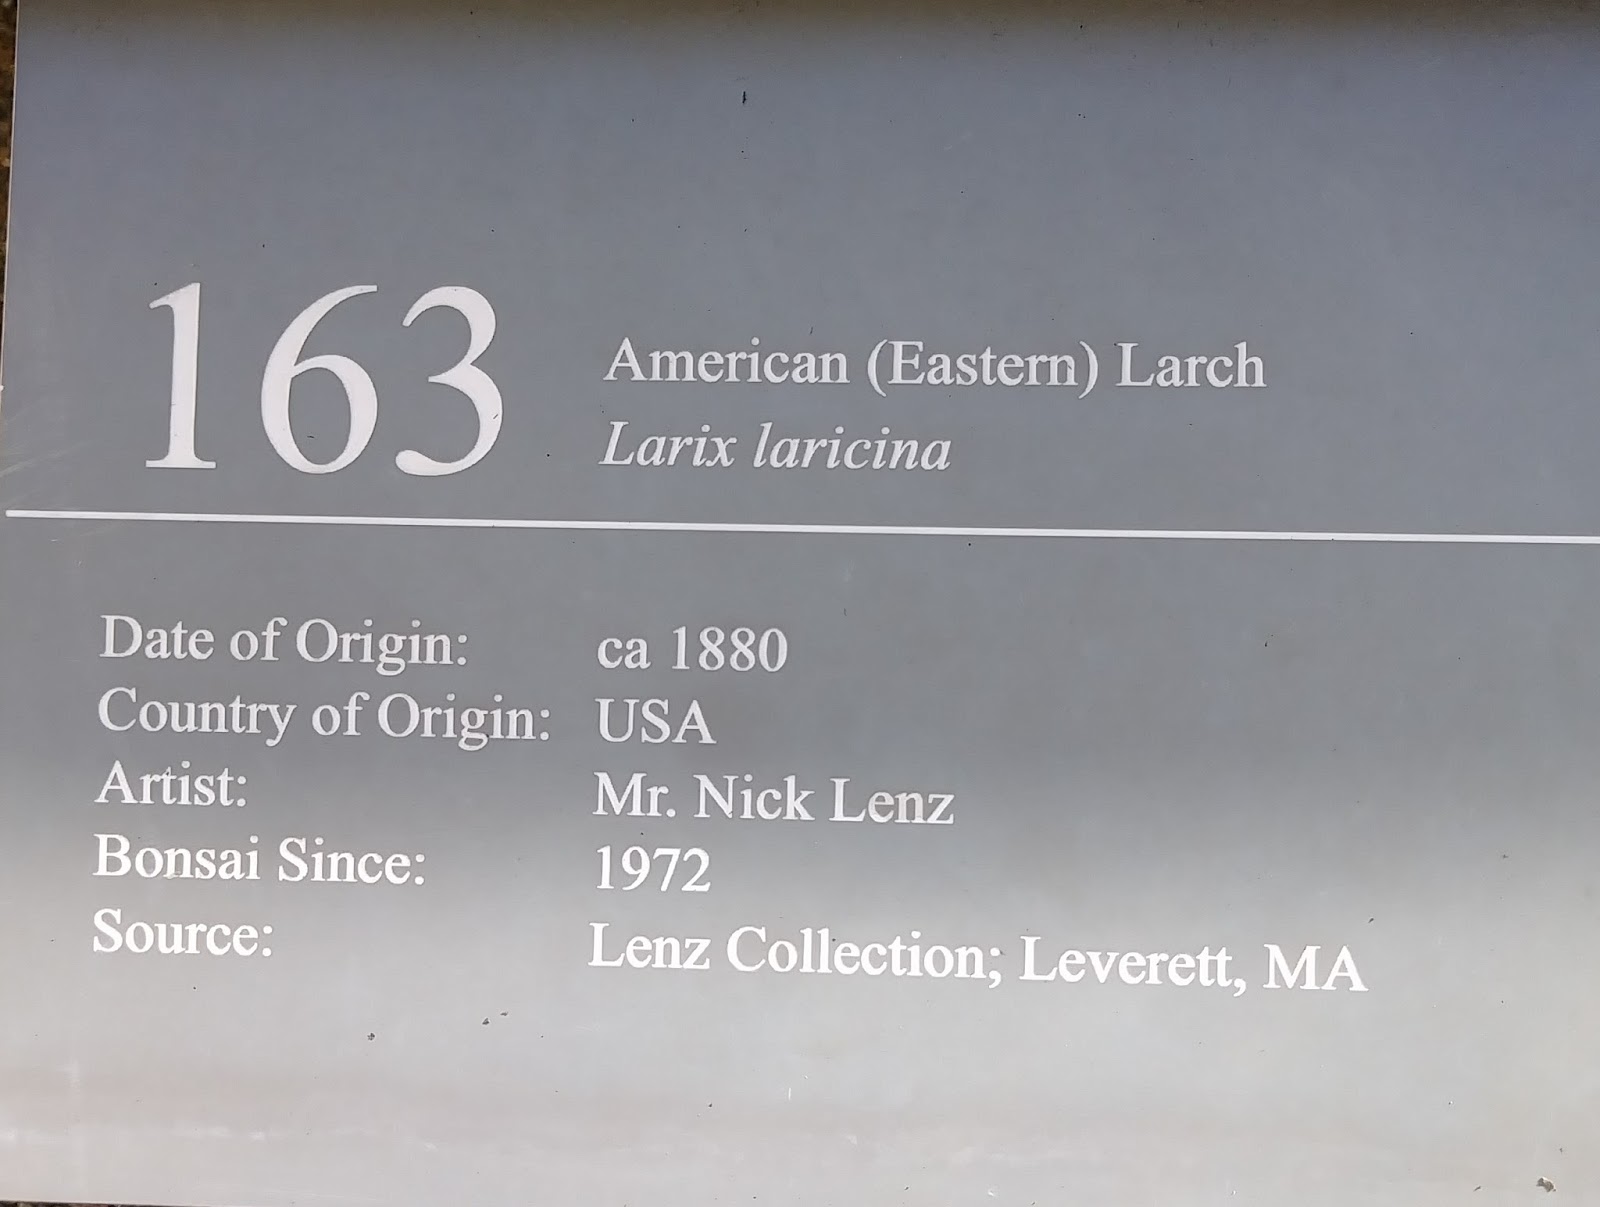 163
American (Eastern) Larch
Larix laricina
Date of Origin: ca 1880
Country of Origin: USA
Artist: Mr. Nick Lenz
Bonsai Since: 1972
Source: Lenz Collection; Leverett, MA